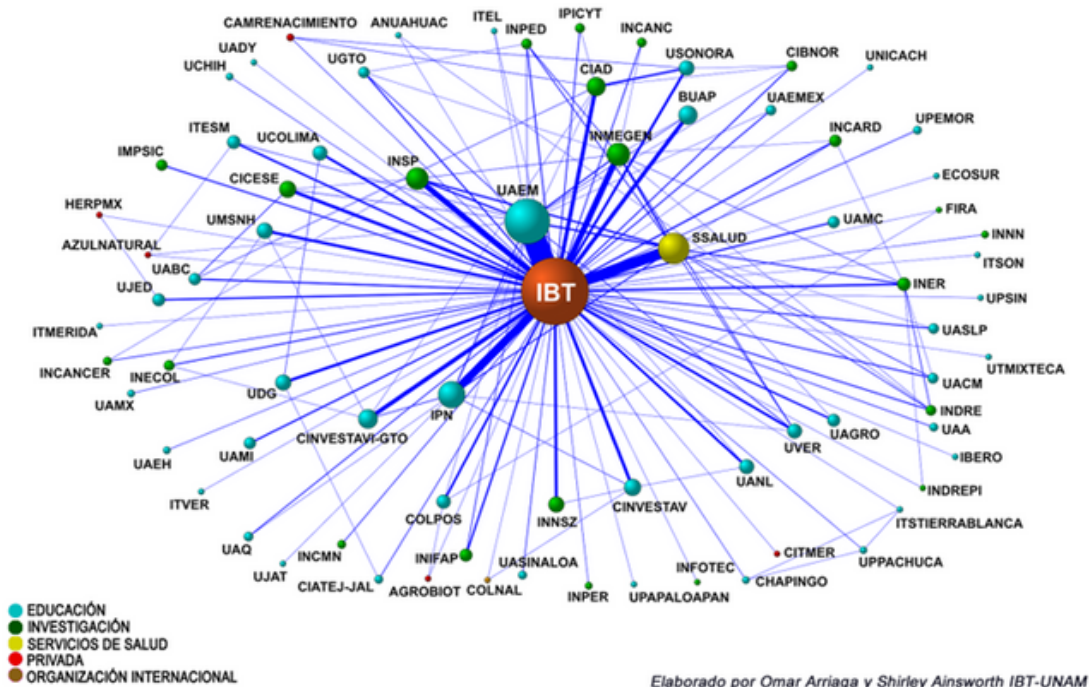 CAMRENACIMIENTO
ANUAHUAC
ITEL
INPED
IPICYT
INCANC
USONORA
CIBNOR
UNICACH
UADY
UCHIH
UGTO
CIAD
BUAP
UAEMEX
UPEMOR
ITESM
UCOLIMA
INMEGEN
INCARD
IMPSIC
CICESE
INSP
UAEM
ECOSUR
HERPMX
UMSNH
SSALUD
UAMC
FIRA
INNN
AZULNATURAL
UABC
IBT
INER
ITSON
UJED
UPSIN
ITMERIDA
UASLP
UTMIXTECA
INCANCER
INECOL
UACM
UAMX
UDG
IPN
INDRE
UAA
CINVESTAVI-GTO
UAGRO
UVER
UAEH
UAMI
IBERO
ITVER
UANL
INDREPI
COLPOS
INNSZ
CINVESTAV
ITSTIERRABLANCA
UAQ
INCMN
INIFAP
UASINALOA
CITMER
UPPACHUCA
UJAT
CIATEJ-JAL
AGROBIOT
COLNAL
INPER
UPAPALOAPAN
INFOTEC
CHAPINGO
EDUCACIÓN
INVESTIGACIÓN
SERVICIOS DE SALUD
PRIVADA
ORGANIZACIÓN INTERNACIONAL
Elaborado por Omar Arriaga y Shirley Ainsworth IBT-UNAM